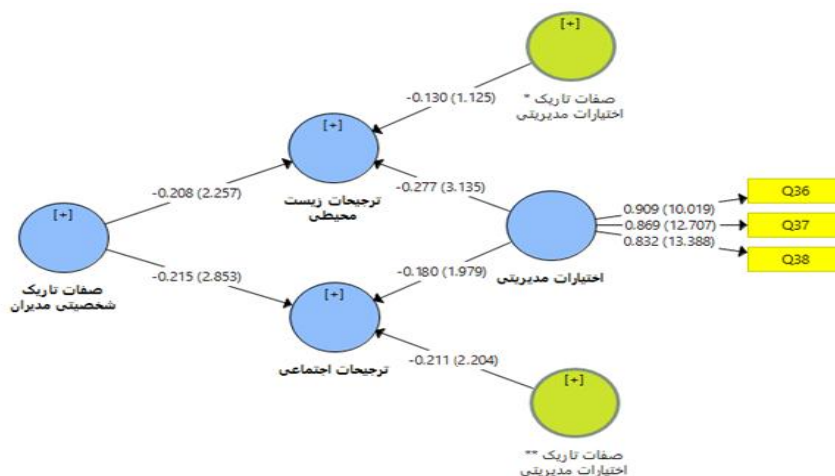 [+]
صفات تاریک *
اختیارات مدیریتی
-0.130 (1.125)
[+]
ترجیحات زیست
محیطی
-0.208 (2.257)
-0.277 (3.135)
[+]
صفات تاریک
شخصیتی مدیران
اختیارات مدیریتی
0.909 (10.019)
0.869 (12.707)
0.832 (13.388)
Q36
Q37
Q38
-0.215 (2.853)
-0.180 (1.979)
[+]
ترجیحات اجتماعی
-0.211 (2.204)
[+]
صفات تاریک **
اختیارات مدیریتی